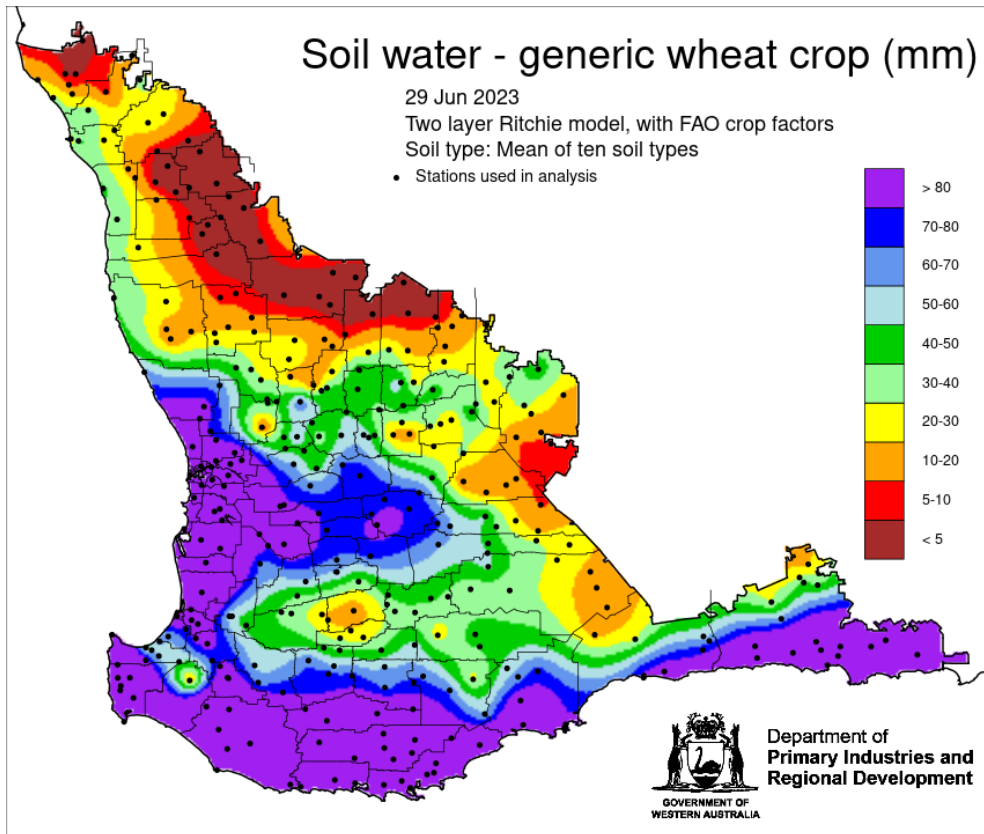 Soil water - generic wheat crop (mm)
29 Jun 2023
Two layer Ritchie model, with FAO crop factors
Soil type: Mean of ten soil types
Stations used in analysis
> 80
70-80
60-70
50-60
40-50
30-40
20-30
10-20
5-10
< 5
Department of
Primary Industries and
Regional Development
GOVERNMENT OF
WESTERN AUSTRALIA